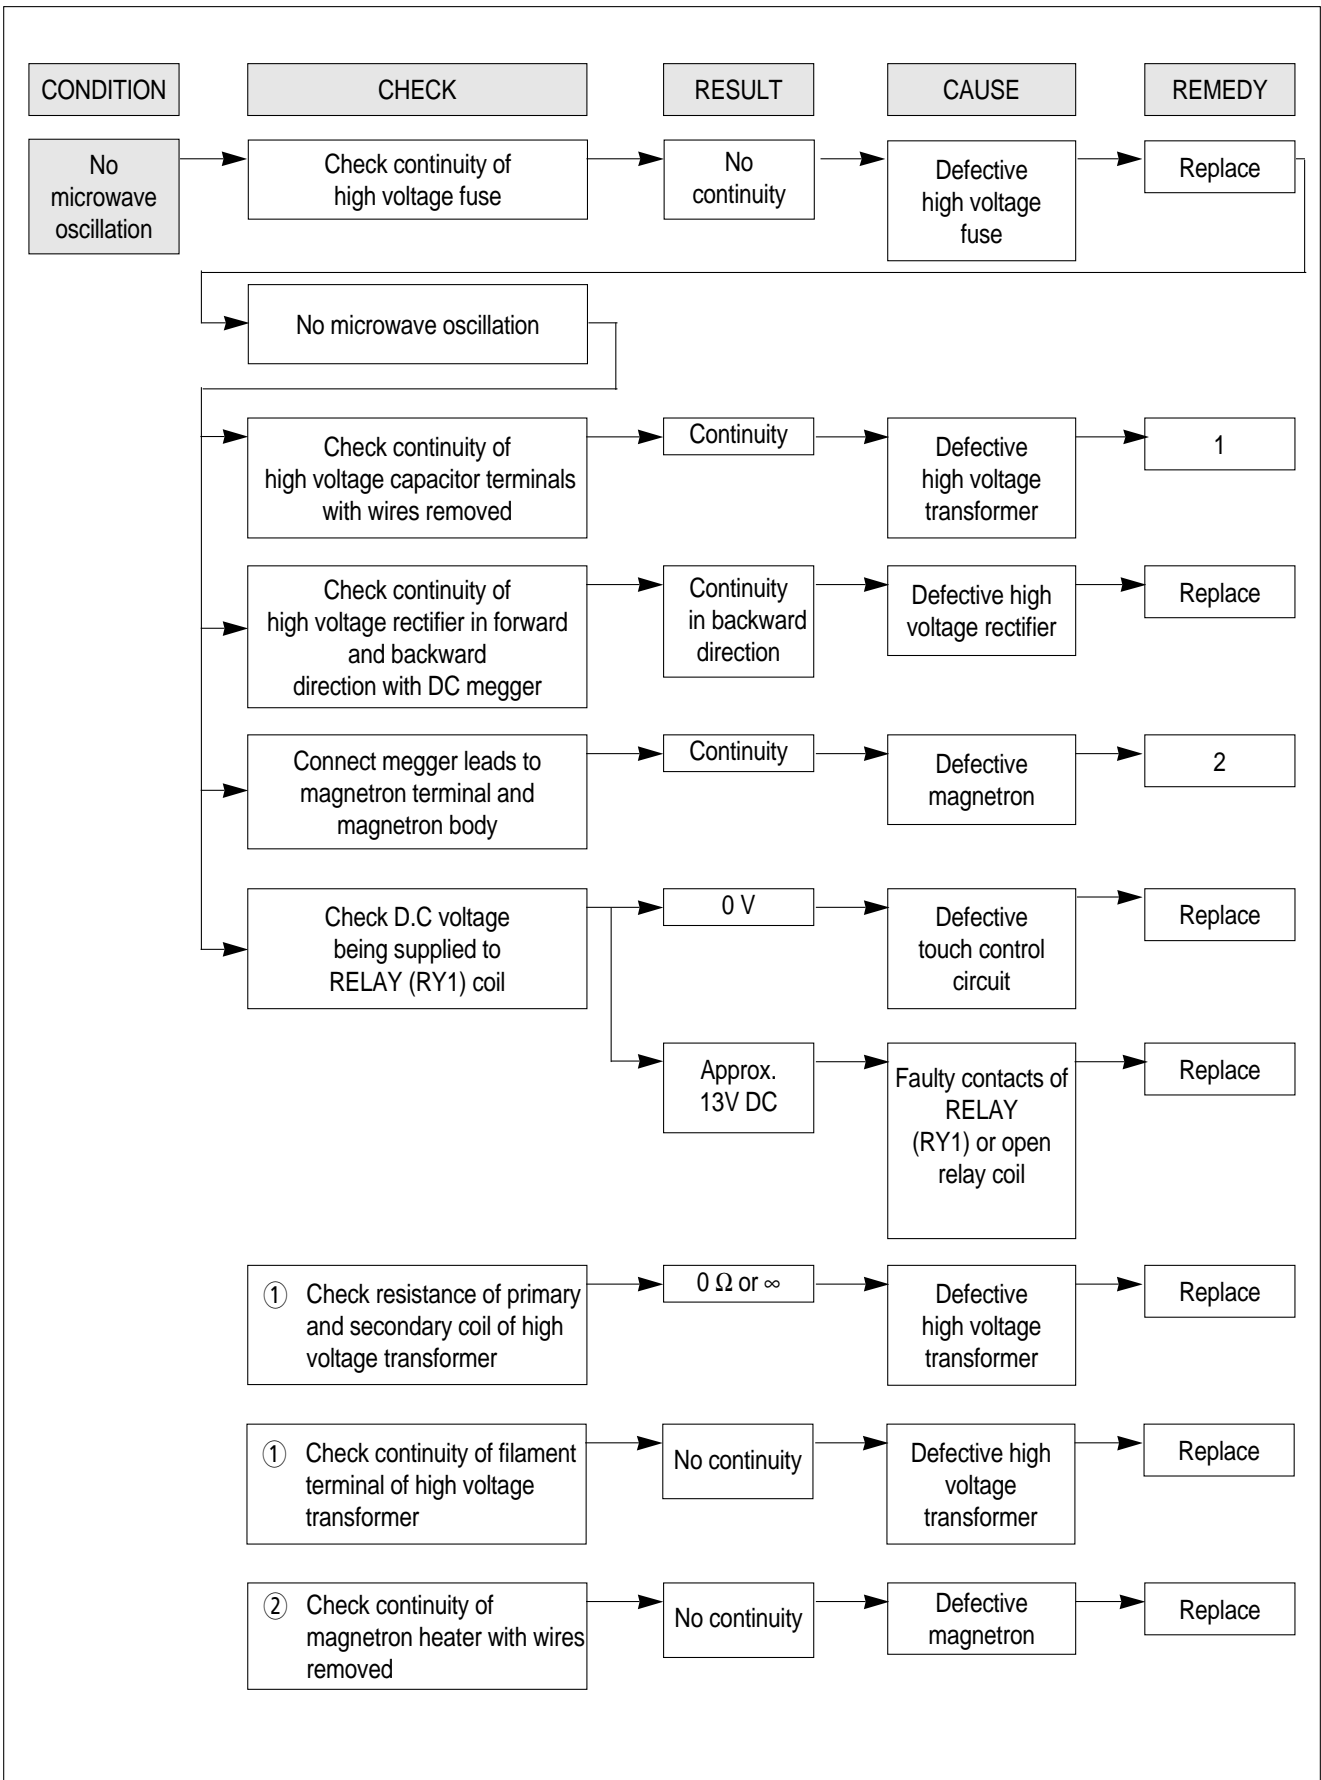 CONDITION
CHECK
RESULT
CAUSE
REMEDY
No
microwave
oscillation
Check continuity of
high voltage fuse
No
continuity
Defective
high voltage
fuse
Replace
No microwave oscillation
Check continuity of
high voltage capacitor terminals
with wires removed
Continuity
Defective
high voltage
transformer
1
Check continuity of
high voltage rectifier in forward
and backward
direction with DC megger
Continuity
in backward
direction
Defective high
voltage rectifier
Replace
Connect megger leads to
magnetron terminal and
magnetron body
Continuity
Defective
magnetron
2
Check D.C voltage
being supplied to
RELAY (RY1) coil
0 V
Defective
touch control
circuit
Replace
Approx.
13V DC
Faulty contacts of
RELAY
(RY1) or open
relay coil
Replace
① Check resistance of primary
and secondary coil of high
voltage transformer
0 Ω or ∞
Defective
high voltage
transformer
Replace
① Check continuity of filament
terminal of high voltage
transformer
No continuity
Defective high
voltage
transformer
Replace
② Check continuity of
magnetron heater with wires
removed
No continuity
Defective
magnetron
Replace